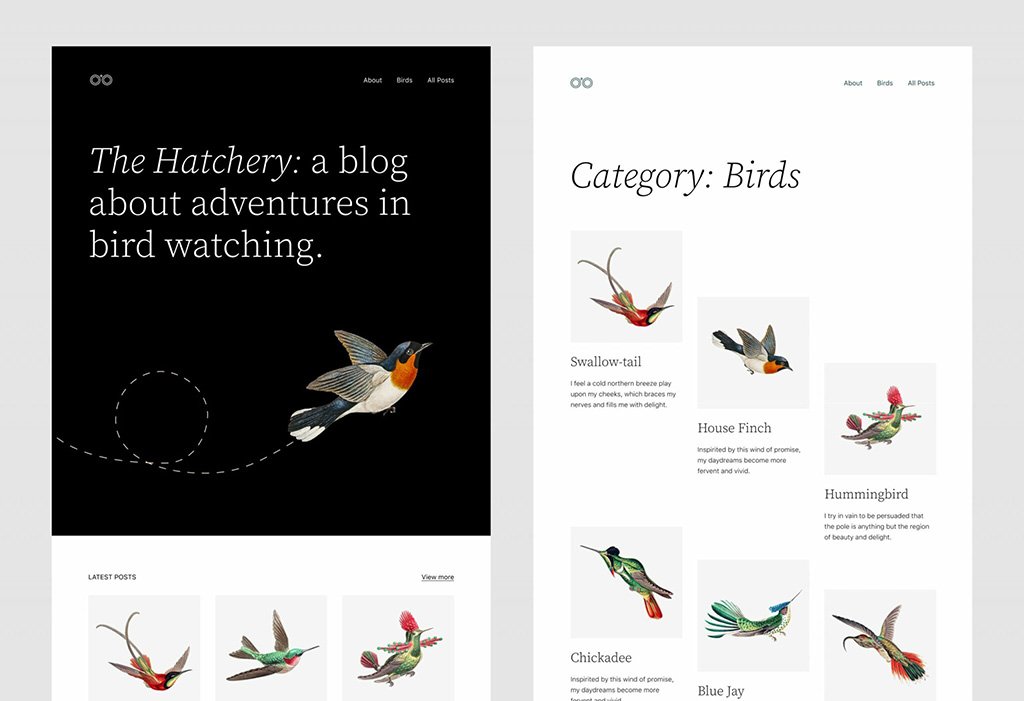 About Birds All Posts
The Hatchery: a blog
about adventures in
bird watching.
LATEST POSTS
View more
About Birds All Posts
Category: Birds
Swallow-tail
I feel a cold northern breeze play
upon my cheeks, which braces my
nerves and fills me with delight.
House Finch
Inspirited by this wind of promise,
my daydreams become more
fervent and vivid.
Hummingbird
I try in vain to be persuaded that
the pole is anything but the region
of beauty and delight.
Chickadee
Inspirited by this wind of promise,
my daydreams become more
fervent and vivid.
Blue Jay